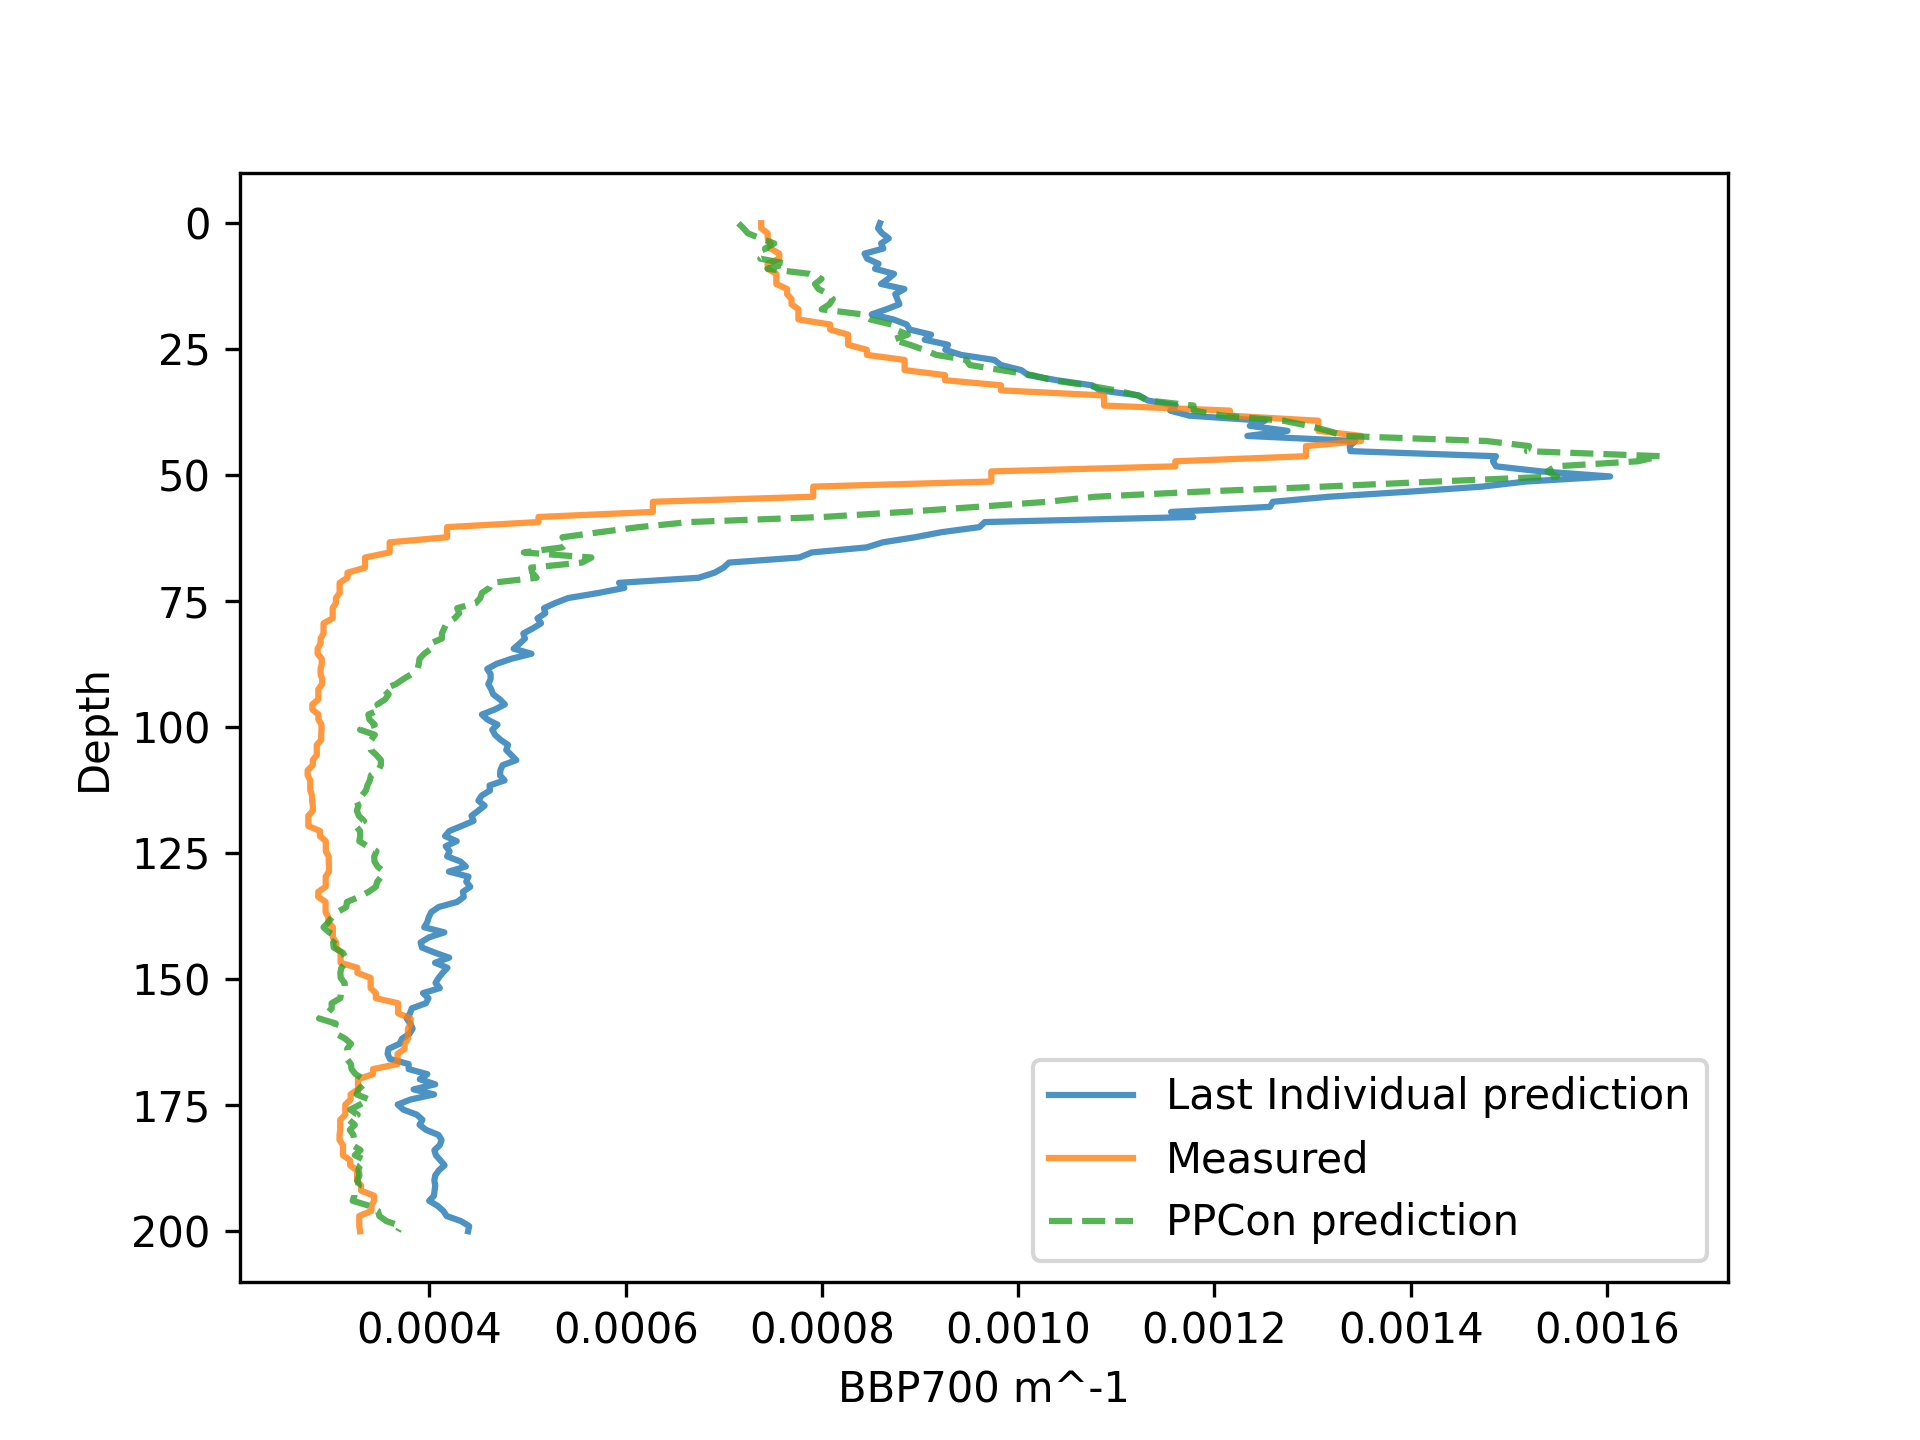 0
25
50
75
100
125
150
175
200
Depth
0.0004 0.0006 0.0008 0.0010 0.0012 0.0014 0.0016
BBP700 m^-1
Last Individual prediction
Measured
PPCon prediction